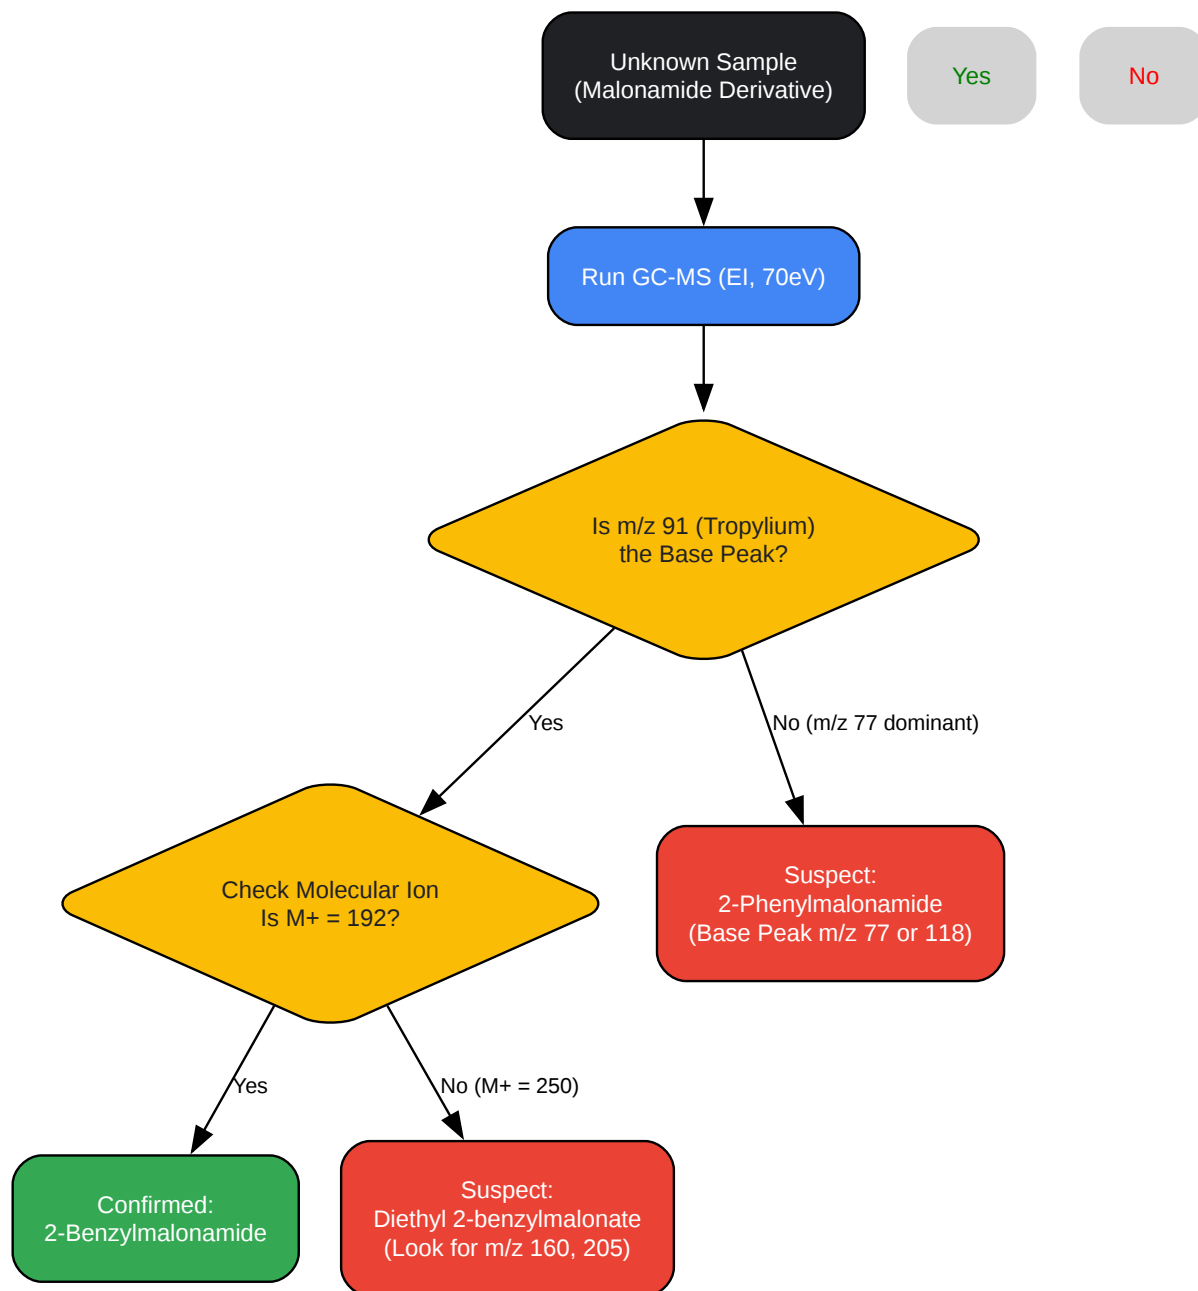 Unknown Sample
(Malonamide Derivative)
Yes
No
Run GC-MS (EI, 70eV)
Is m/z 91 (Tropylium)
the Base Peak?
Yes
No (m/z 77 dominant)
Check Molecular Ion
Is M+ = 192?
Suspect:
2-Phenylmalonamide
(Base Peak m/z 77 or 118)
Yes
No (M+ = 250)
Confirmed:
2-Benzylmalonamide
Suspect:
Diethyl 2-benzylmalonate
(Look for m/z 160, 205)